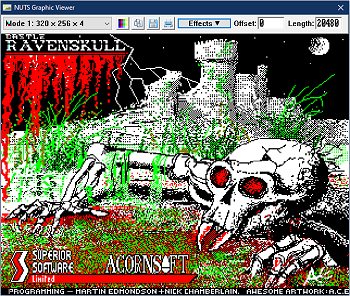 NUTS Graphic Viewer
Mode 1: 320 x 256 x 4
Effects
Offset: 0
Length: 20480
CASTLE
RAVENSKULL
SUPERIOR
SOFTWARE
Limited
ACORNSOFT
A.C
PROGRAMMING - MARTIN EDMONDSON+NICK CHAMBERLAIN. AWESOME ARTWORK: A.C.E